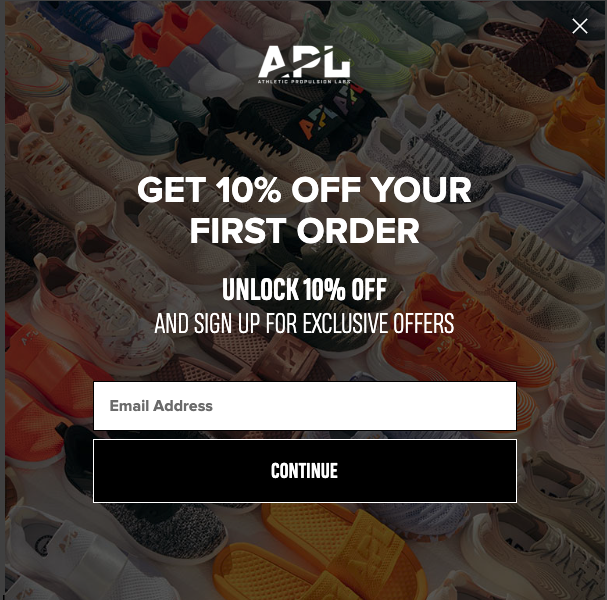 APL
ATHLETIC PROPULSION LABS
GET 10% OFF YOUR
FIRST ORDER
UNLOCK 10% OFF
AND SIGN UP FOR EXCLUSIVE OFFERS
Email Address
CONTINUE